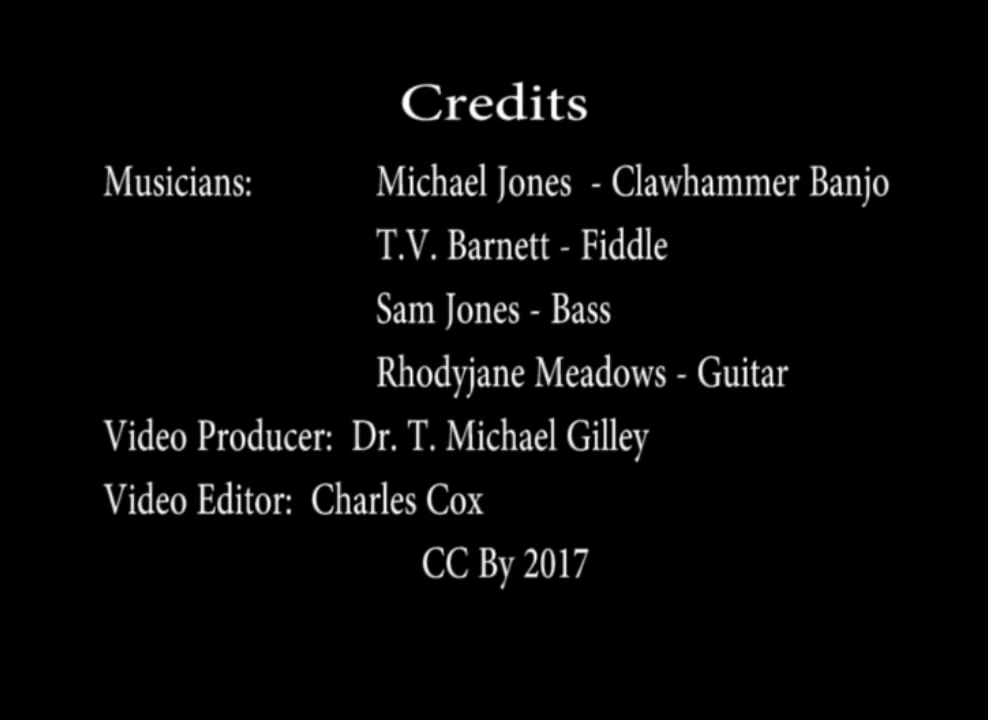 Credits
Musicians: Michael Jones - Clawhammer Banjo
T.V. Barnett - Fiddle
Sam Jones - Bass
Rhodyjane Meadows - Guitar
Video Producer: Dr. T. Michael Gilley
Video Editor: Charles Cox
CC By 2017